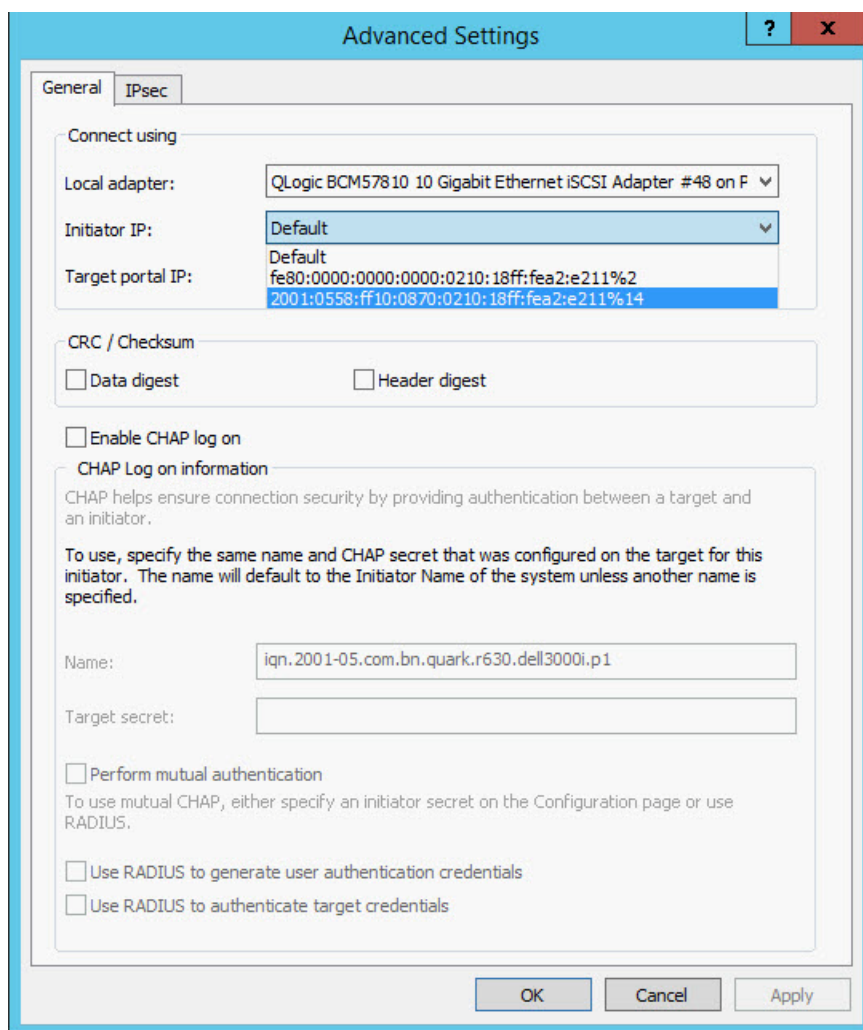 Advanced Settings
?
x
General
IPsec
Connect using
Local adapter:
QLogic BCM57810 10 Gigabit Ethernet iSCSI Adapter #48 on P
Initiator IP:
Default
Default
Target portal IP:
fe80:0000:0000:0000:0210:18ff:fea2:e211%2
2001:0558:ff10:0870:0210:18ff:fea2:e211%14
CRC / Checksum
Data digest
Header digest
Enable CHAP log on
CHAP Log on information
CHAP helps ensure connection security by providing authentication between a target and
an initiator.
To use, specify the same name and CHAP secret that was configured on the target for this
initiator.  The name will default to the Initiator Name of the system unless another name is
specified.
Name:
iqn.2001-05.com.bn.quark.r630.dell3000i.p1
Target secret:
Perform mutual authentication
To use mutual CHAP, either specify an initiator secret on the Configuration page or use
RADIUS.
Use RADIUS to generate user authentication credentials
Use RADIUS to authenticate target credentials
OK
Cancel
Apply